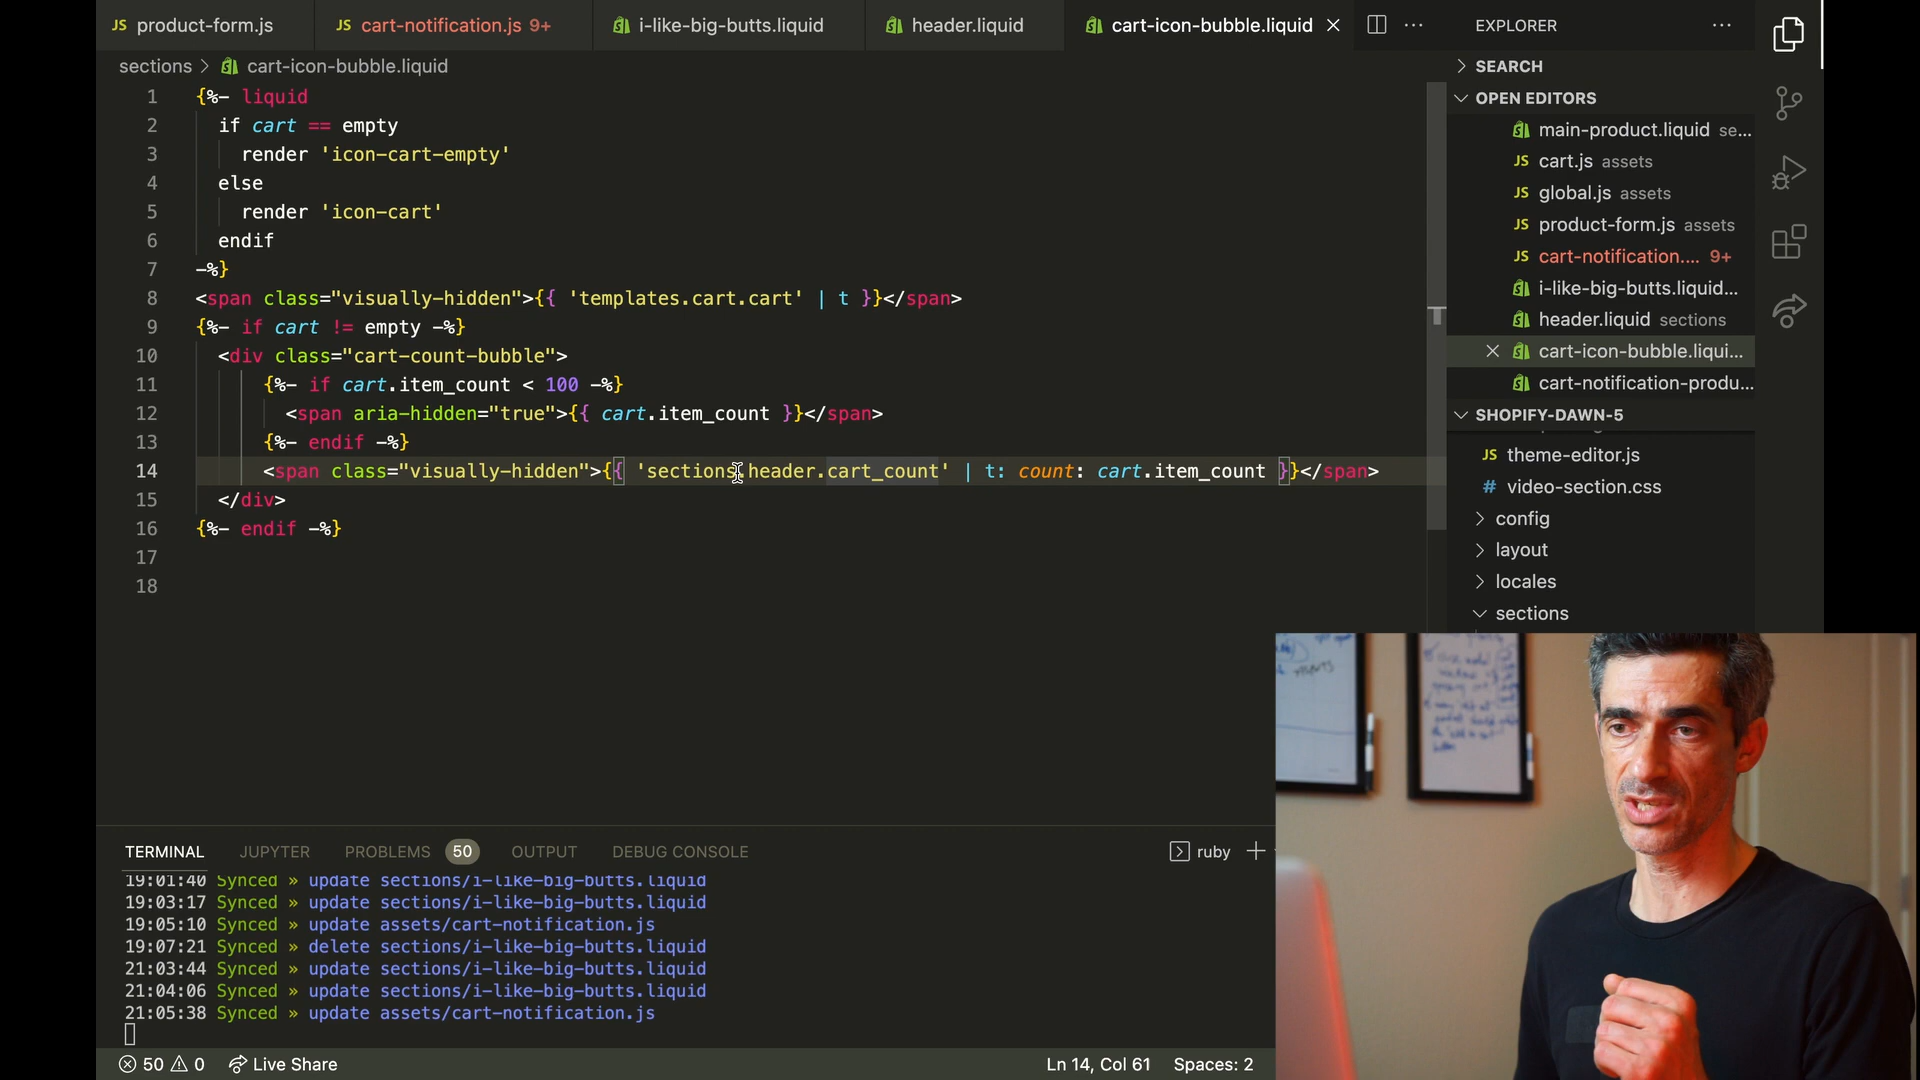 JS product-form.js
JS cart-notification.js 9+
i-like-big-butts.liquid
header.liquid
cart-icon-bubble.liquid
EXPLORER
sections > cart-icon-bubble.liquid
1 {%- liquid
2 if cart == empty
3 render 'icon-cart-empty'
4 else
5 render 'icon-cart'
6 endif
7 -%}
8 <span class="visually-hidden">{{ 'templates.cart.cart' | t }}</span>
9 {%- if cart != empty -%}
10 <div class="cart-count-bubble">
11 {%- if cart.item_count < 100 -%}
12 <span aria-hidden="true">{{ cart.item_count }}</span>
13 {%- endif -%}
14 <span class="visually-hidden">{{ 'sections.header.cart_count' | t: count: cart.item_count }}</span>
15 </div>
16 {%- endif -%}
17
18
SEARCH
OPEN EDITORS
main-product.liquid se...
JS cart.js assets
JS global.js assets
JS product-form.js assets
JS cart-notification.... 9+
i-like-big-butts.liquid...
header.liquid sections
cart-icon-bubble.liqui...
cart-notification-produ...
SHOPIFY-DAWN-5
JS theme-editor.js
# video-section.css
config
layout
locales
sections
TERMINAL JUPYTER PROBLEMS 50 OUTPUT DEBUG CONSOLE
ruby
19:01:40 Synced » update sections/i-like-big-butts.liquid
19:03:17 Synced » update sections/i-like-big-butts.liquid
19:05:10 Synced » update assets/cart-notification.js
19:07:21 Synced » delete sections/i-like-big-butts.liquid
21:03:44 Synced » update sections/i-like-big-butts.liquid
21:04:06 Synced » update sections/i-like-big-butts.liquid
21:05:38 Synced » update assets/cart-notification.js
50 0 Live Share
Ln 14, Col 61 Spaces: 2